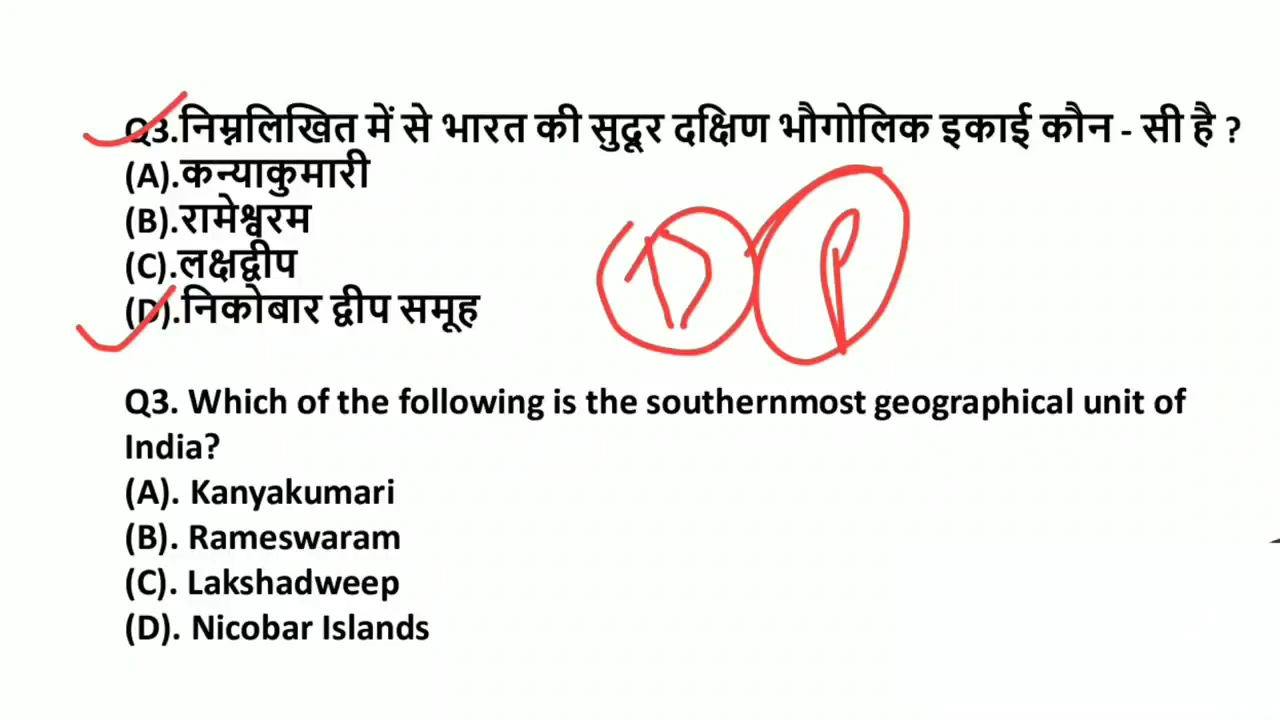 Q3.निम्नलिखित में से भारत की सुदूर दक्षिण भौगोलिक इकाई कौन - सी है ?
(A).कन्याकुमारी
(B).रामेश्वरम
(C).लक्षद्वीप
(D).निकोबार द्वीप समूह
D P
Q3. Which of the following is the southernmost geographical unit of
India?
(A). Kanyakumari
(B). Rameswaram
(C). Lakshadweep
(D). Nicobar Islands